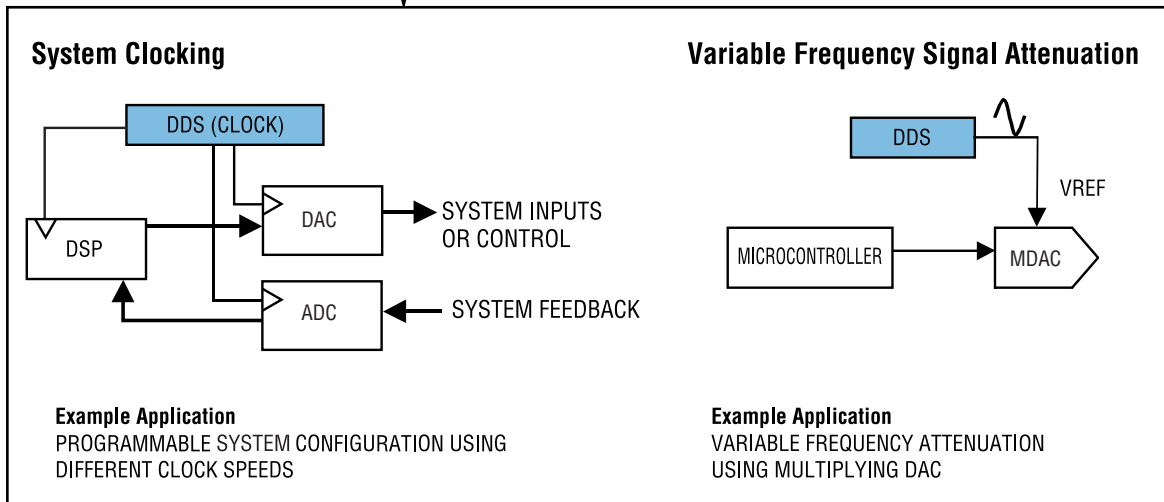 System Clocking
DDS (CLOCK)
DSP
DAC
SYSTEM INPUTS
OR CONTROL
ADC
SYSTEM FEEDBACK
Example Application
PROGRAMMABLE SYSTEM CONFIGURATION USING
DIFFERENT CLOCK SPEEDS
Variable Frequency Signal Attenuation
DDS
VREF
MICROCONTROLLER
MDAC
Example Application
VARIABLE FREQUENCY ATTENUATION
USING MULTIPLYING DAC